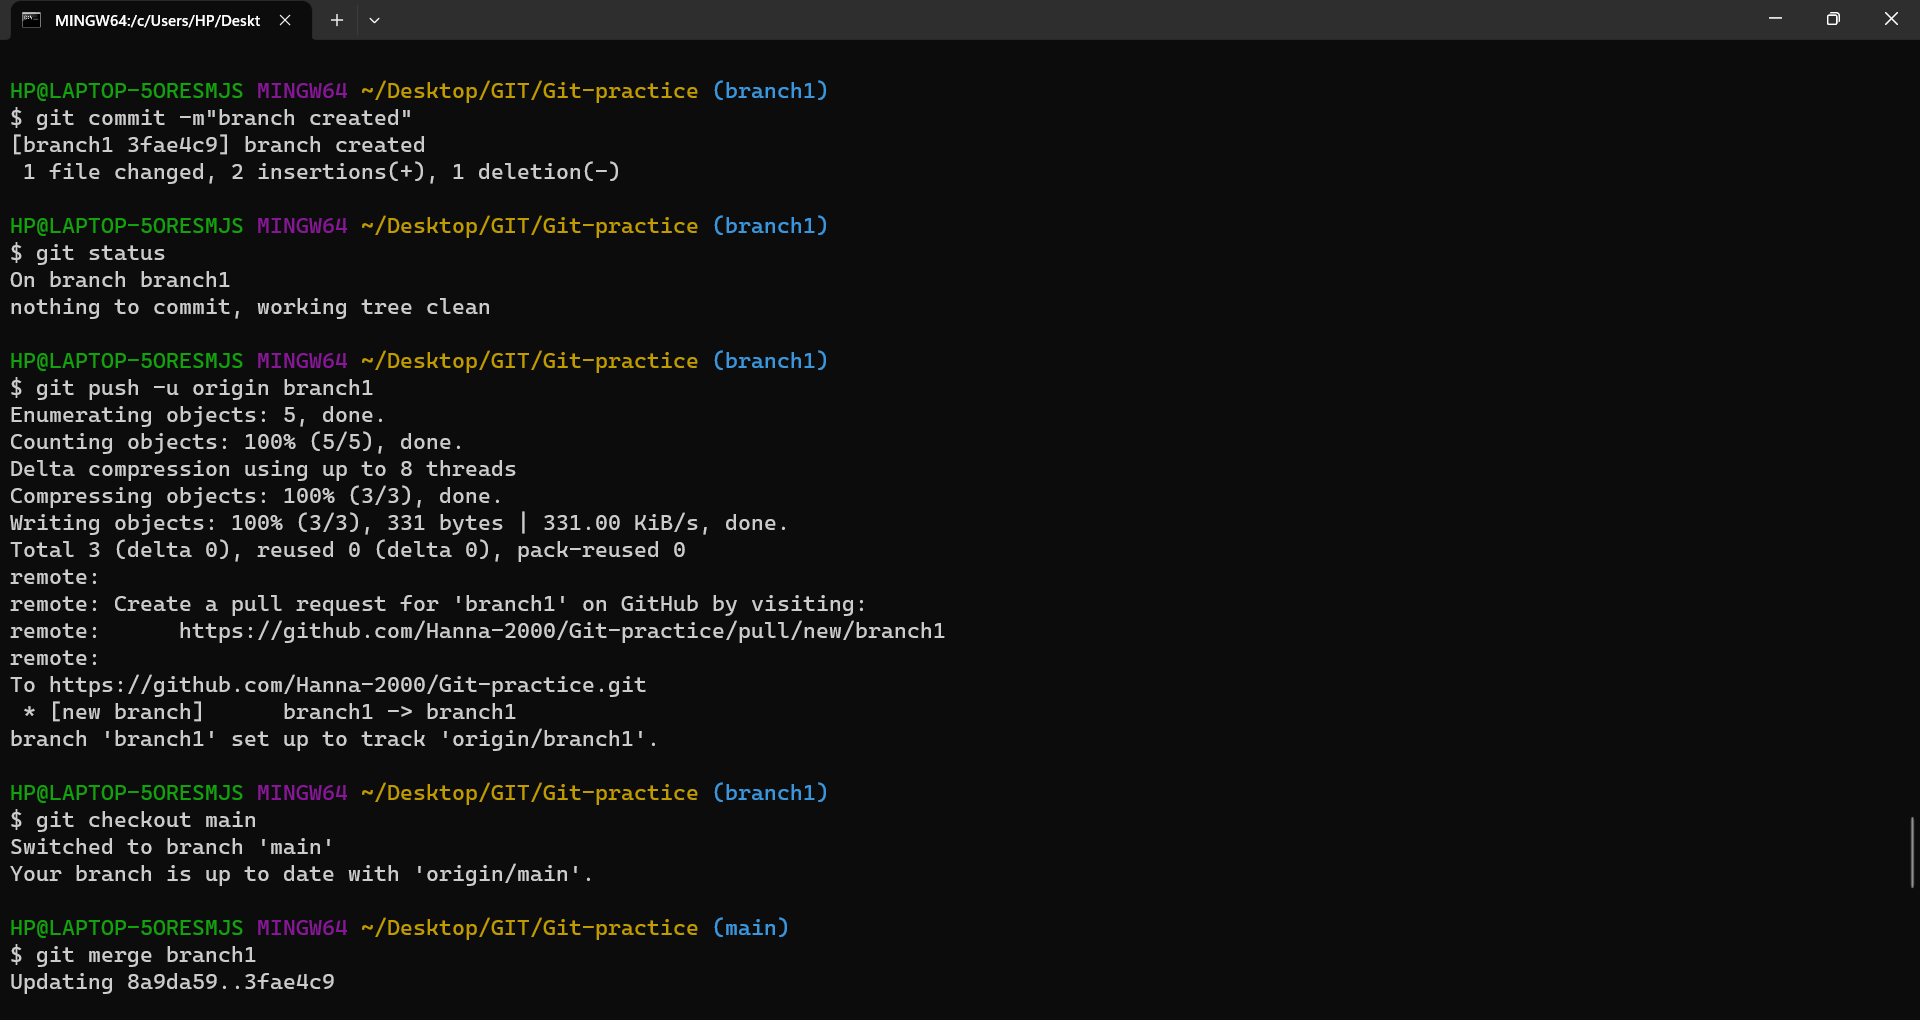 MINGW64:/c/Users/HP/Deskt
HP@LAPTOP-5ORESMJS MINGW64 ~/Desktop/GIT/Git-practice (branch1)
$ git commit -m"branch created"
[branch1 3fae4c9] branch created
 1 file changed, 2 insertions(+), 1 deletion(-)
HP@LAPTOP-5ORESMJS MINGW64 ~/Desktop/GIT/Git-practice (branch1)
$ git status
On branch branch1
nothing to commit, working tree clean
HP@LAPTOP-5ORESMJS MINGW64 ~/Desktop/GIT/Git-practice (branch1)
$ git push -u origin branch1
Enumerating objects: 5, done.
Counting objects: 100% (5/5), done.
Delta compression using up to 8 threads
Compressing objects: 100% (3/3), done.
Writing objects: 100% (3/3), 331 bytes | 331.00 KiB/s, done.
Total 3 (delta 0), reused 0 (delta 0), pack-reused 0
remote:
remote: Create a pull request for 'branch1' on GitHub by visiting:
remote:      https://github.com/Hanna-2000/Git-practice/pull/new/branch1
remote:
To https://github.com/Hanna-2000/Git-practice.git
 * [new branch]      branch1 -> branch1
branch 'branch1' set up to track 'origin/branch1'.
HP@LAPTOP-5ORESMJS MINGW64 ~/Desktop/GIT/Git-practice (branch1)
$ git checkout main
Switched to branch 'main'
Your branch is up to date with 'origin/main'.
HP@LAPTOP-5ORESMJS MINGW64 ~/Desktop/GIT/Git-practice (main)
$ git merge branch1
Updating 8a9da59..3fae4c9